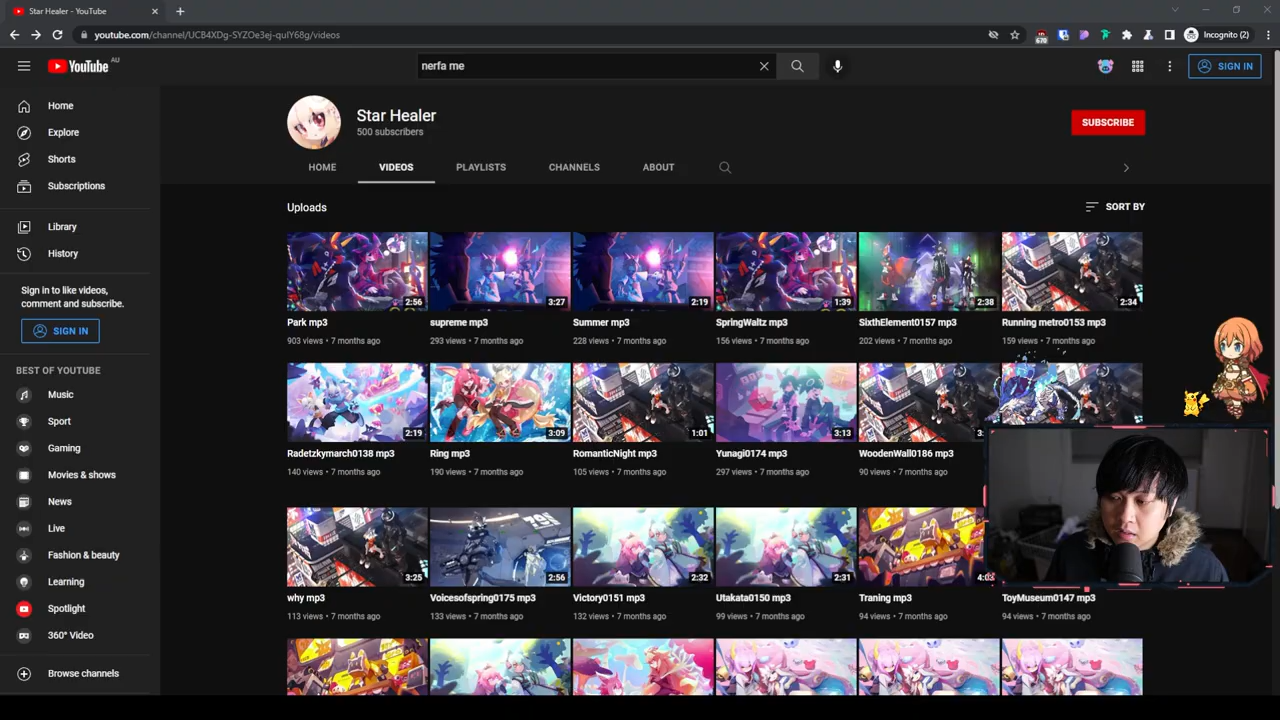 Star Healer - YouTube
youtube.com/channel/UCB4XDg-SYZOe3ej-quIY68g/videos
670
Incognito (2)
YouTube AU
nerfa me
SIGN IN
Home
Explore
Shorts
Subscriptions
Library
History
Sign in to like videos,
comment and subscribe.
SIGN IN
BEST OF YOUTUBE
Music
Sport
Gaming
Movies & shows
News
Live
Fashion & beauty
Learning
Spotlight
360° Video
Browse channels
Star Healer
500 subscribers
SUBSCRIBE
HOME VIDEOS PLAYLISTS CHANNELS ABOUT
Uploads
SORT BY
2:56 3:27 2:19 1:39 2:38 2:34
Park mp3 supreme mp3 Summer mp3 SpringWaltz mp3 SixthElement0157 mp3 Running metro0153 mp3
903 views • 7 months ago 293 views • 7 months ago 228 views • 7 months ago 156 views • 7 months ago 202 views • 7 months ago 159 views • 7 months ago
2:19 3:09 1:01 3:13 3:
Radetzkymarch0138 mp3 Ring mp3 RomanticNight mp3 Yunagi0174 mp3 WoodenWall0186 mp3
140 views • 7 months ago 190 views • 7 months ago 105 views • 7 months ago 297 views • 7 months ago 90 views • 7 months ago
3:25 2:56 2:32 2:31 4:03
why mp3 Voicesofspring0175 mp3 Victory0151 mp3 Utakata0150 mp3 Traning mp3 ToyMuseum0147 mp3
113 views • 7 months ago 133 views • 7 months ago 132 views • 7 months ago 99 views • 7 months ago 94 views • 7 months ago 94 views • 7 months ago